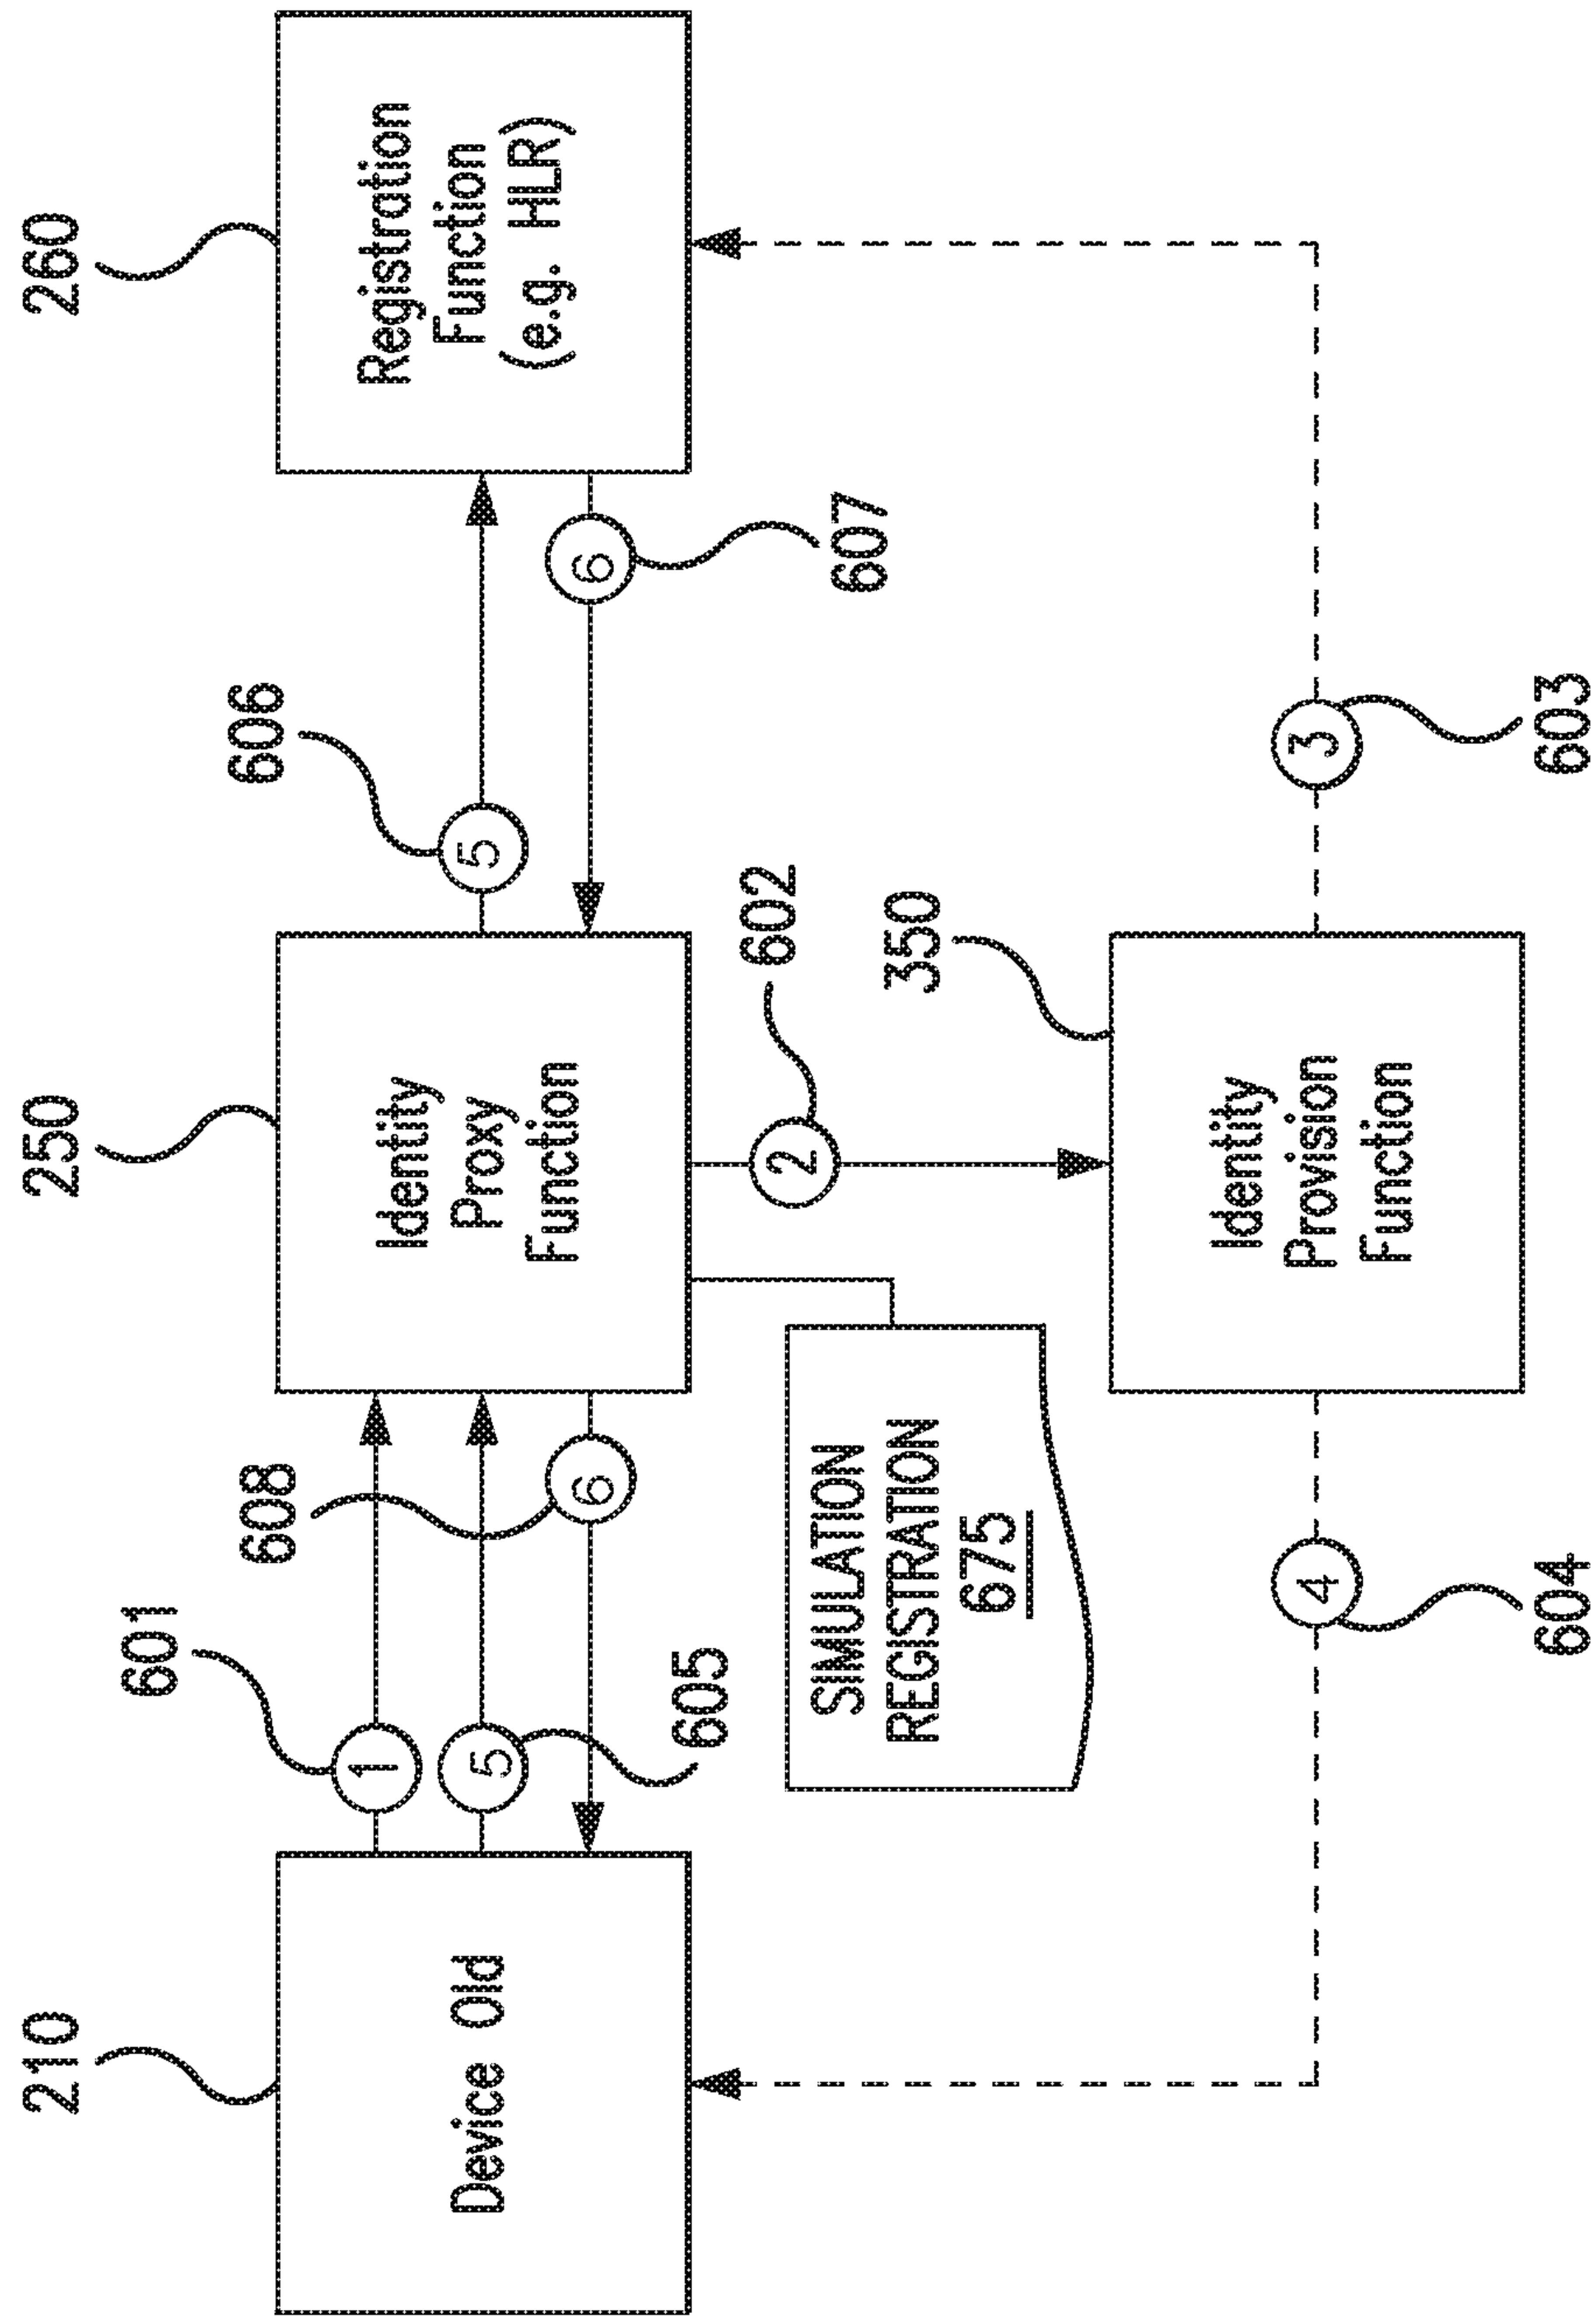 210
250
260
601
608
606
Device Old
1
5
6
Identity
Proxy
Function
5
6
Registration
Function
(e.g. HLR)
605
607
SIMULATION
REGISTRATION
675
2
602
350
4
604
Identity
Provision
Function
3
603